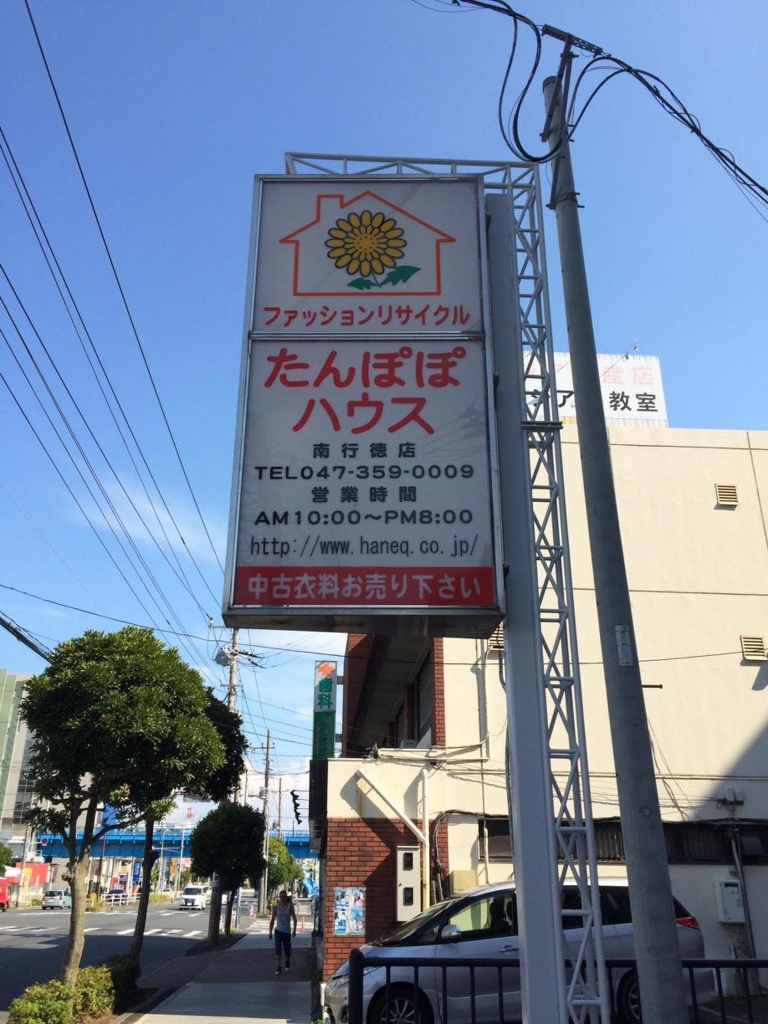 ファッションリサイクル
たんぽぽ
ハウス
南行徳店
TEL047-359-0009
営業時間
AM10:00～PM8:00
http://www.haneq.co.jp/
中古衣料お売り下さい
産店
教室
歯科